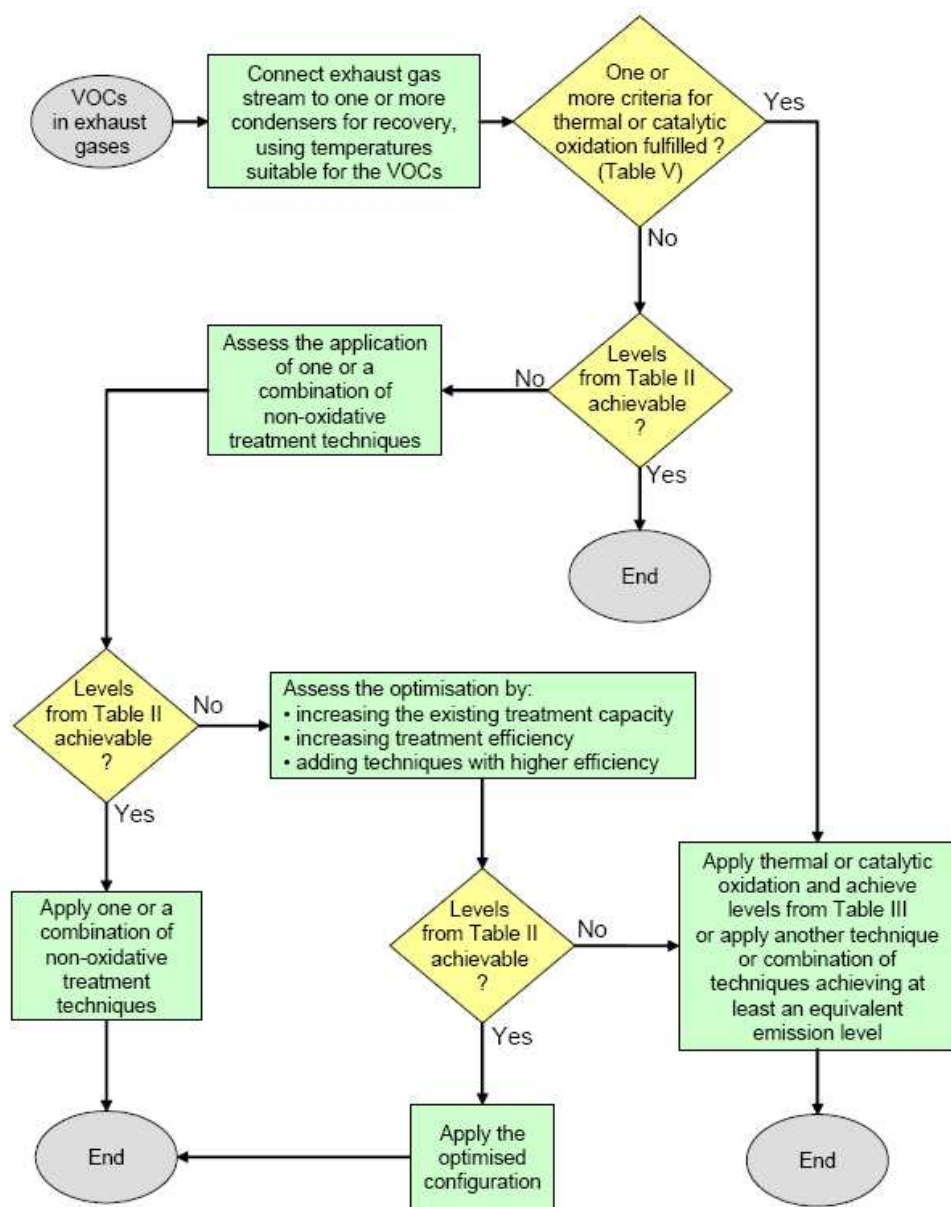 VOCs
in exhaust
gases
Connect exhaust gas
stream to one or more
condensers for recovery,
using temperatures
suitable for the VOCs
One or
more criteria for
thermal or catalytic
oxidation fulfilled ?
(Table V)
Yes
No
Levels
from Table II
achievable
?
No
Assess the application
of one or a
combination of
non-oxidative
treatment techniques
Yes
End
Levels
from Table II
achievable
?
No
Assess the optimisation by:
• increasing the existing treatment capacity
• increasing treatment efficiency
• adding techniques with higher efficiency
Yes
Apply one or a
combination of
non-oxidative
treatment
techniques
Levels
from Table II
achievable
?
No
Apply thermal or catalytic
oxidation and achieve
levels from Table III
or apply another technique
or combination of
techniques achieving at
least an equivalent
emission level
Yes
Apply the
optimised
configuration
End
End